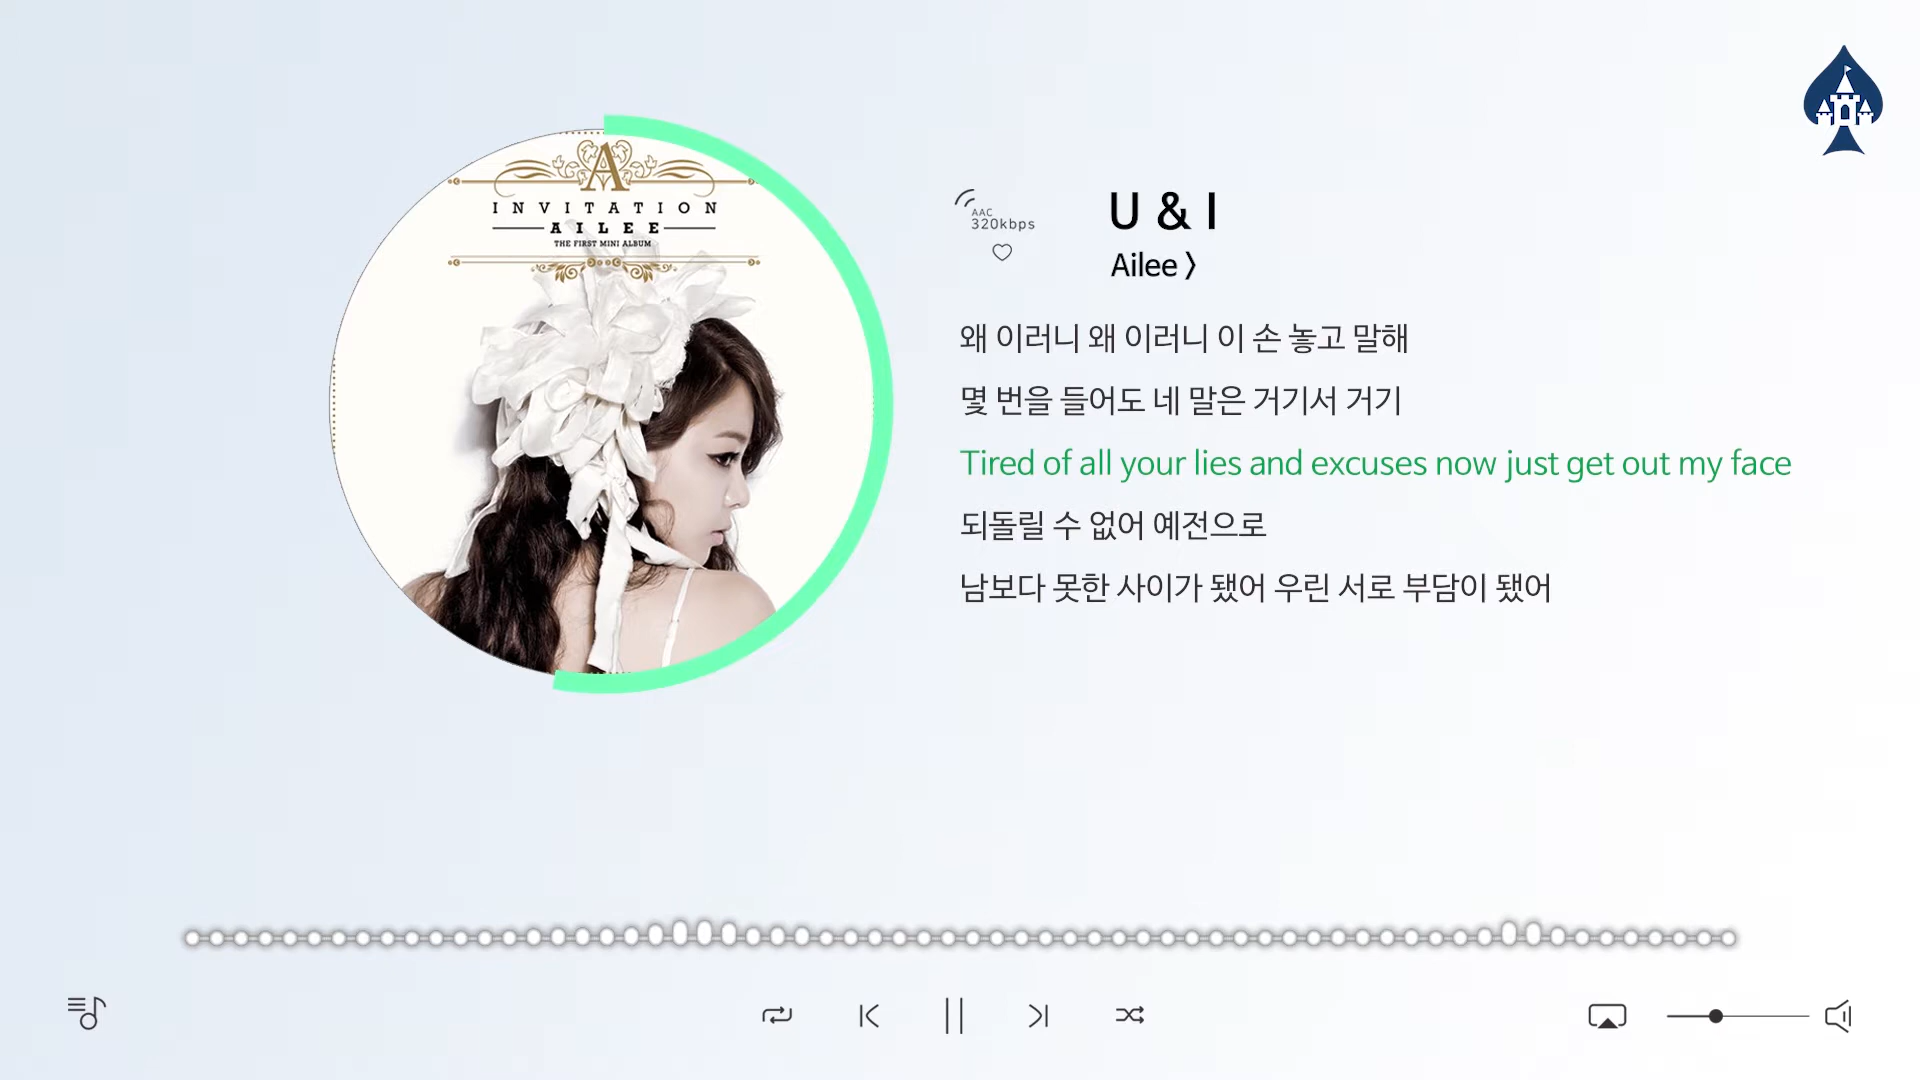 A
INVITATION
AILEE
THE FIRST MINI ALBUM
AAC
320kbps
U & I
Ailee 〉
왜 이러니 왜 이러니 이 손 놓고 말해
몇 번을 들어도 네 말은 거기서 거기
Tired of all your lies and excuses now just get out my face
되돌릴 수 없어 예전으로
남보다 못한 사이가 됐어 우린 서로 부담이 됐어